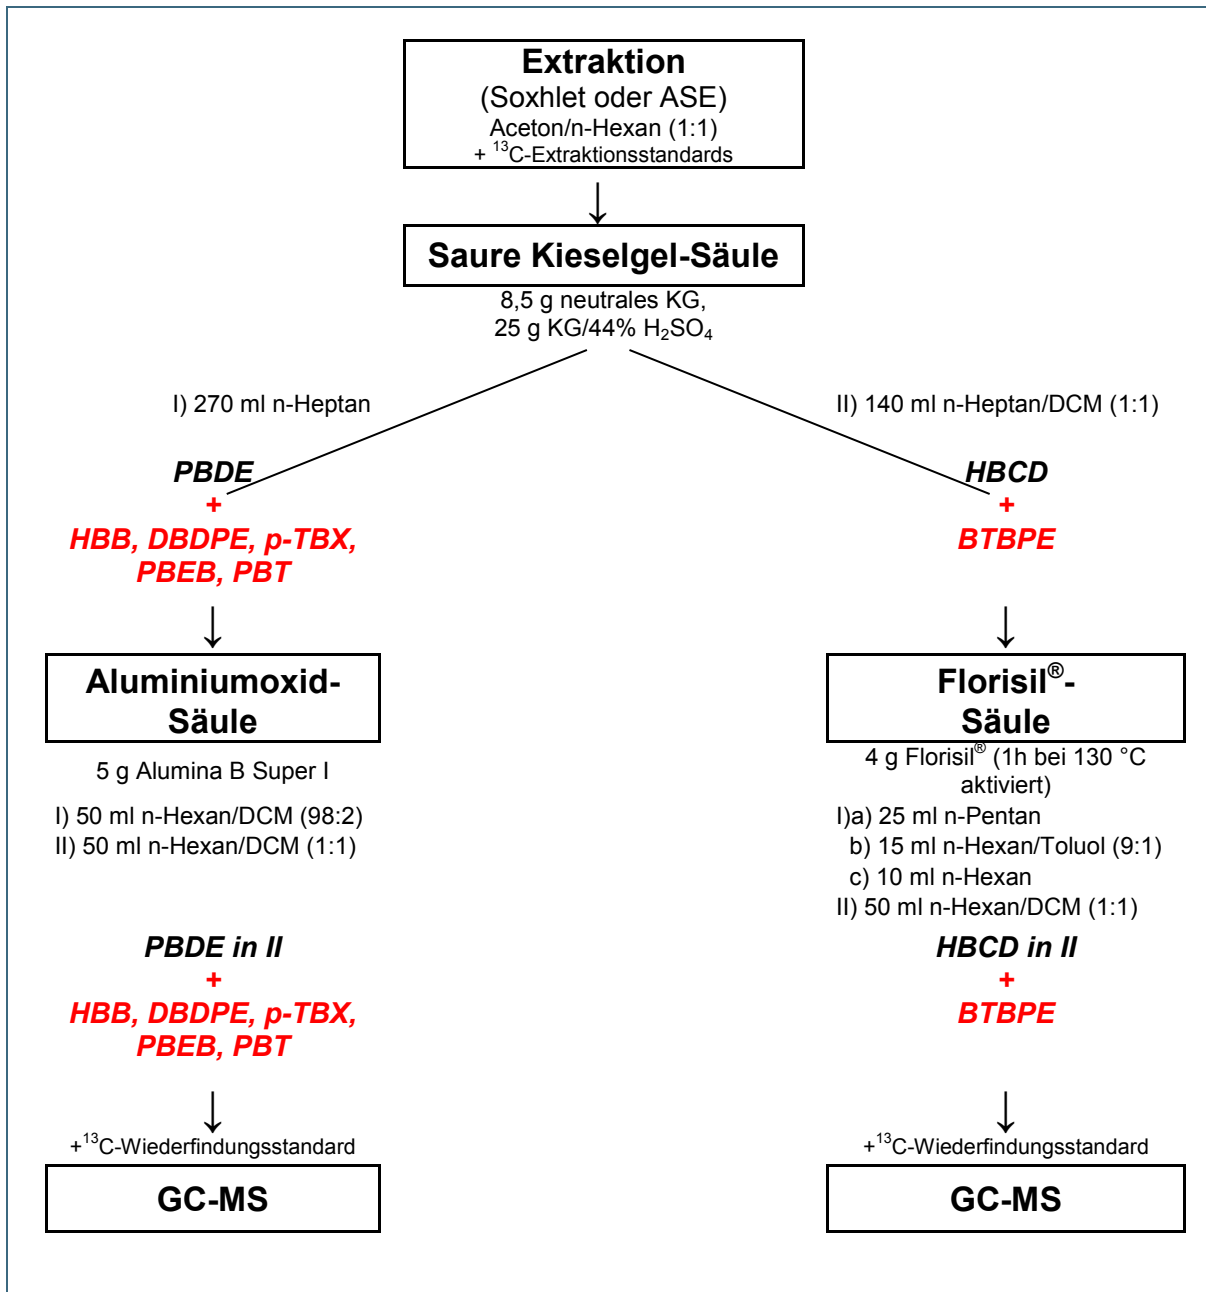 Extraktion
(Soxhlet oder ASE)
Aceton/n-Hexan (1:1)
+ ¹³C-Extraktionsstandards
↓
Saure Kieselgel-Säule
8,5 g neutrales KG,
25 g KG/44% H₂SO₄
I) 270 ml n-Heptan
PBDE
+
HBB, DBDPE, p-TBX,
PBEB, PBT
↓
Aluminiumoxid-
Säule
5 g Alumina B Super I
I) 50 ml n-Hexan/DCM (98:2)
II) 50 ml n-Hexan/DCM (1:1)
PBDE in II
+
HBB, DBDPE, p-TBX,
PBEB, PBT
↓
+¹³C-Wiederfindungsstandard
GC-MS
II) 140 ml n-Heptan/DCM (1:1)
HBCD
+
BTBPE
↓
Florisil®-
Säule
4 g Florisil® (1h bei 130 °C
aktiviert)
I)a) 25 ml n-Pentan
b) 15 ml n-Hexan/Toluol (9:1)
c) 10 ml n-Hexan
II) 50 ml n-Hexan/DCM (1:1)
HBCD in II
+
BTBPE
↓
+¹³C-Wiederfindungsstandard
GC-MS